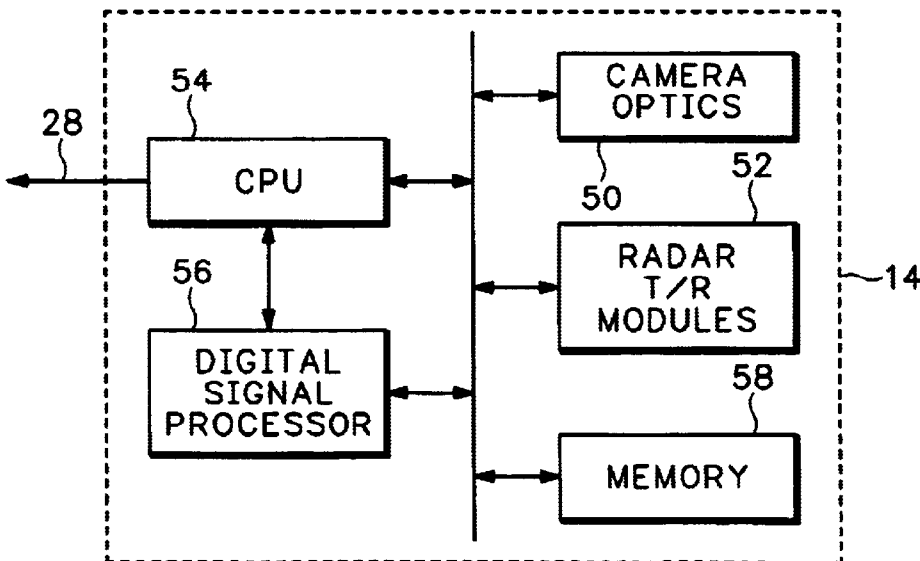 CAMERA
OPTICS
50
54
28
CPU
52
RADAR
T/R
MODULES
14
56
DIGITAL
SIGNAL
PROCESSOR
58
MEMORY